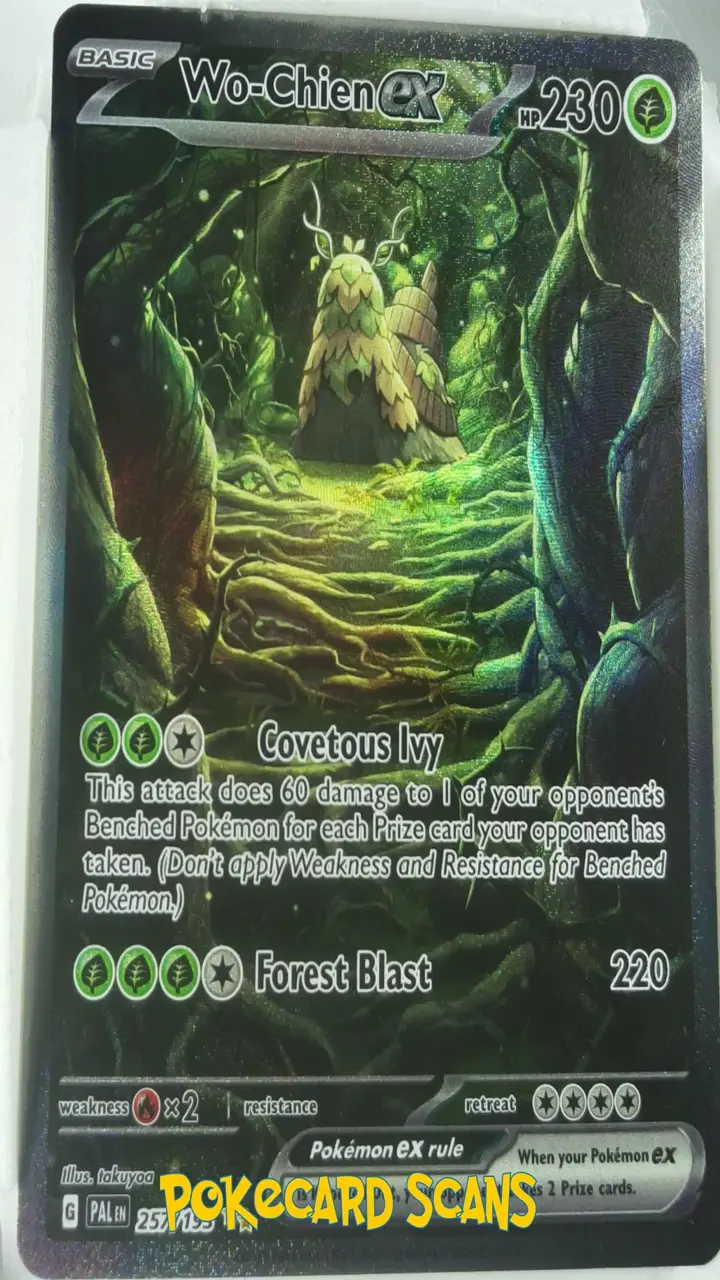 BASIC
Wo-Chien ex
HP 230
Covetous Ivy
This attack does 60 damage to 1 of your opponent's
Benched Pokémon for each Prize card your opponent has
taken. (Don't apply Weakness and Resistance for Benched
Pokémon.)
Forest Blast 220
weakness ×2 resistance retreat
Pokémon ex rule
When your Pokémon ex
2 Prize cards.
Illus. takuyoa
G PAL EN
POKECARD SCANS